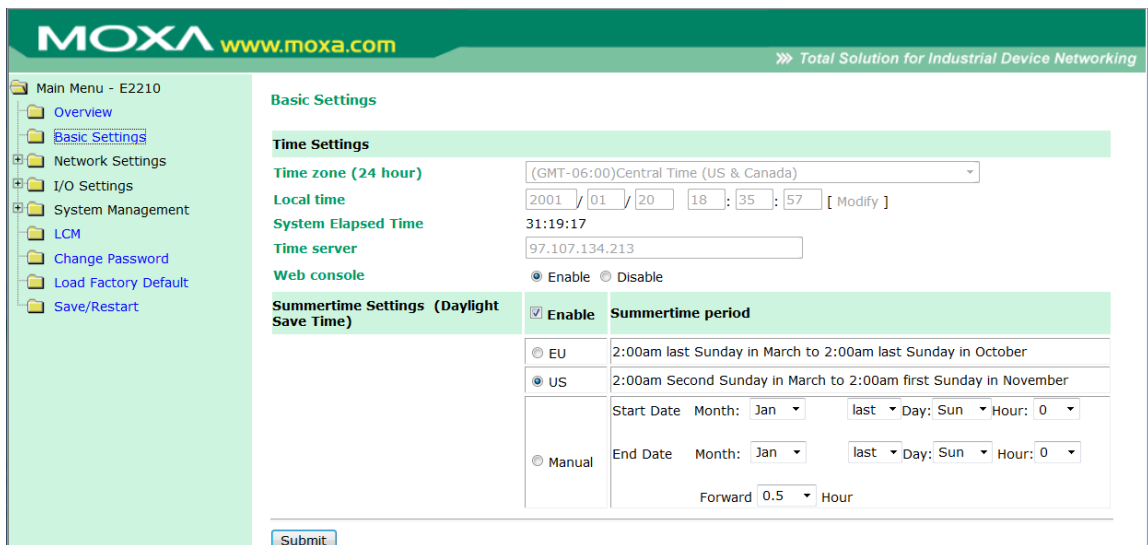 MOXA www.moxa.com
Total Solution for Industrial Device Networking
Main Menu - E2210
Overview
Basic Settings
Network Settings
I/O Settings
System Management
LCM
Change Password
Load Factory Default
Save/Restart
Basic Settings
Time Settings
Time zone (24 hour) (GMT-06:00)Central Time (US & Canada)
Local time 2001 / 01 / 20 18 : 35 : 57 [ Modify ]
System Elapsed Time 31:19:17
Time server 97.107.134.213
Web console Enable Disable
Summertime Settings (Daylight
Save Time) Enable Summertime period
EU 2:00am last Sunday in March to 2:00am last Sunday in October
US 2:00am Second Sunday in March to 2:00am first Sunday in November
Manual
Start Date Month: Jan last Day: Sun Hour: 0
End Date Month: Jan last Day: Sun Hour: 0
Forward 0.5 Hour
Submit